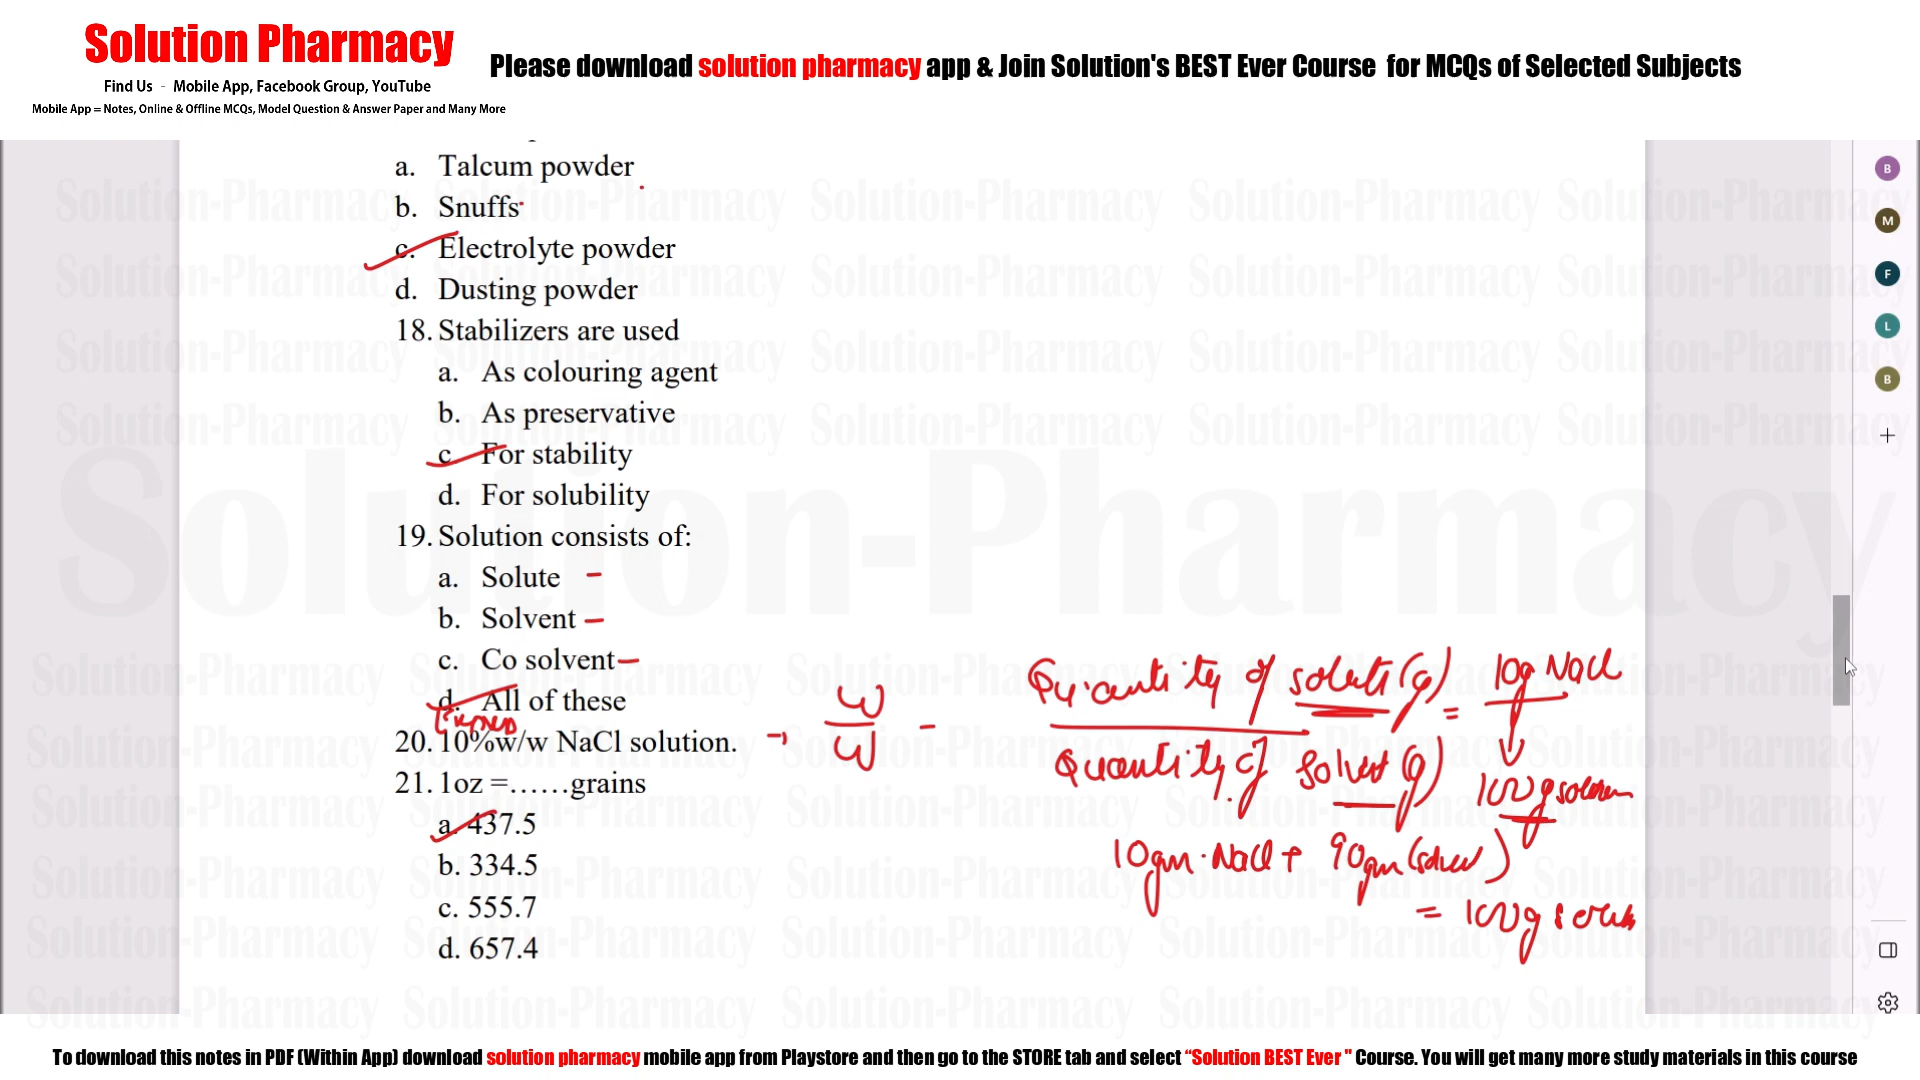 Solution Pharmacy
Find Us - Mobile App, Facebook Group, YouTube
Mobile App = Notes, Online & Offline MCQs, Model Question & Answer Paper and Many More
Please download solution pharmacy app & Join Solution's BEST Ever Course for MCQs of Selected Subjects
a. Talcum powder
b. Snuffs
c. Electrolyte powder
d. Dusting powder
18. Stabilizers are used
a. As colouring agent
b. As preservative
c. For stability
d. For solubility
19. Solution consists of:
a. Solute
b. Solvent
c. Co solvent
d. All of these
20. 10%w/w NaCl solution.
W
W
Quantity of solute (g) = 10g NaCl
Quantity of Solvent (g)
100g
10gm. NaCl + 90gm
= 100g
21. 1oz =……grains
a. 437.5
b. 334.5
c. 555.7
d. 657.4
B
M
F
L
B
Solution-Pharmacy
To download this notes in PDF (Within App) download solution pharmacy mobile app from Playstore and then go to the STORE tab and select “Solution BEST Ever " Course. You will get many more study materials in this course